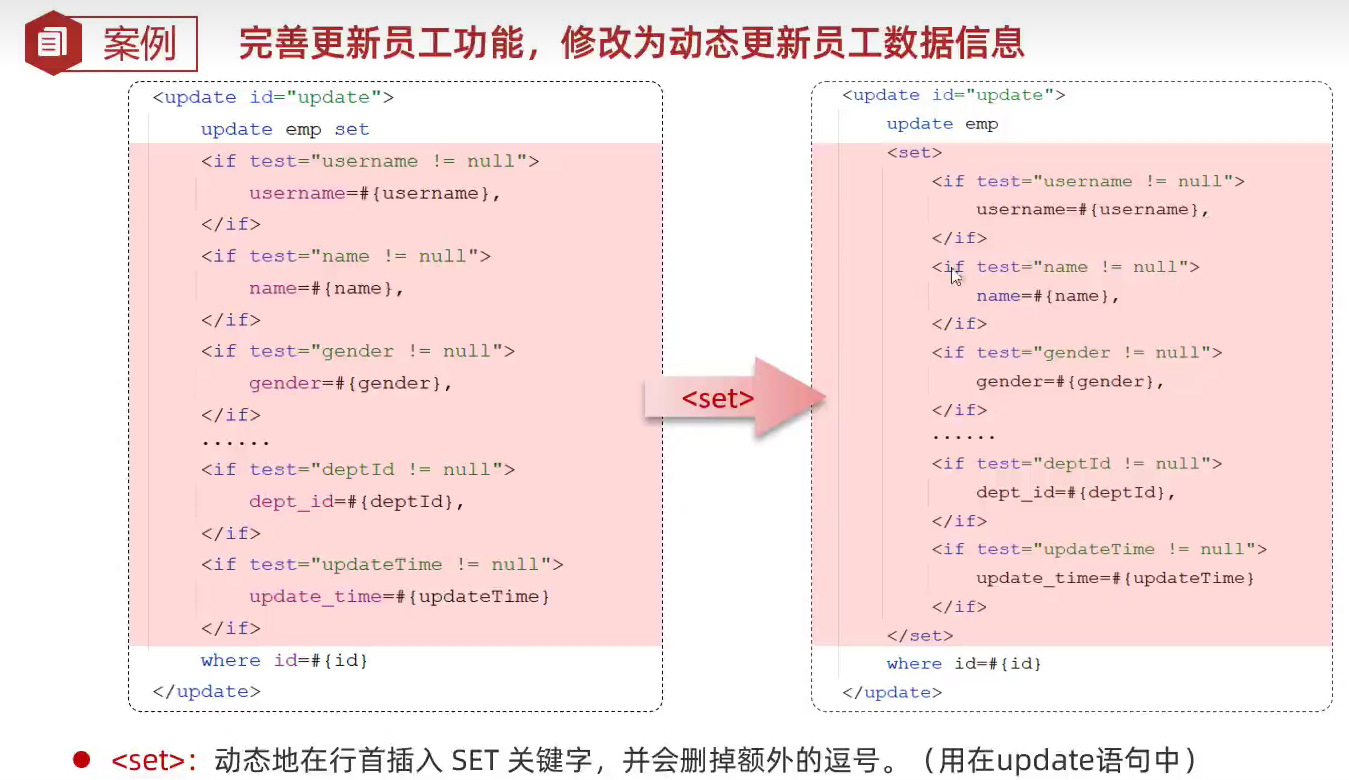 案例
完善更新员工功能，修改为动态更新员工数据信息
<update id="update">
update emp set
<if test="username != null">
username=#{username},
</if>
<if test="name != null">
name=#{name},
</if>
<if test="gender != null">
gender=#{gender},
</if>
······
<if test="deptId != null">
dept_id=#{deptId},
</if>
<if test="updateTime != null">
update_time=#{updateTime}
</if>
where id=#{id}
</update>
<set>
<update id="update">
update emp
<set>
<if test="username != null">
username=#{username},
</if>
<if test="name != null">
name=#{name},
</if>
<if test="gender != null">
gender=#{gender},
</if>
······
<if test="deptId != null">
dept_id=#{deptId},
</if>
<if test="updateTime != null">
update_time=#{updateTime}
</if>
</set>
where id=#{id}
</update>
● <set>：动态地在行首插入 SET 关键字，并会删掉额外的逗号。（用在update语句中）